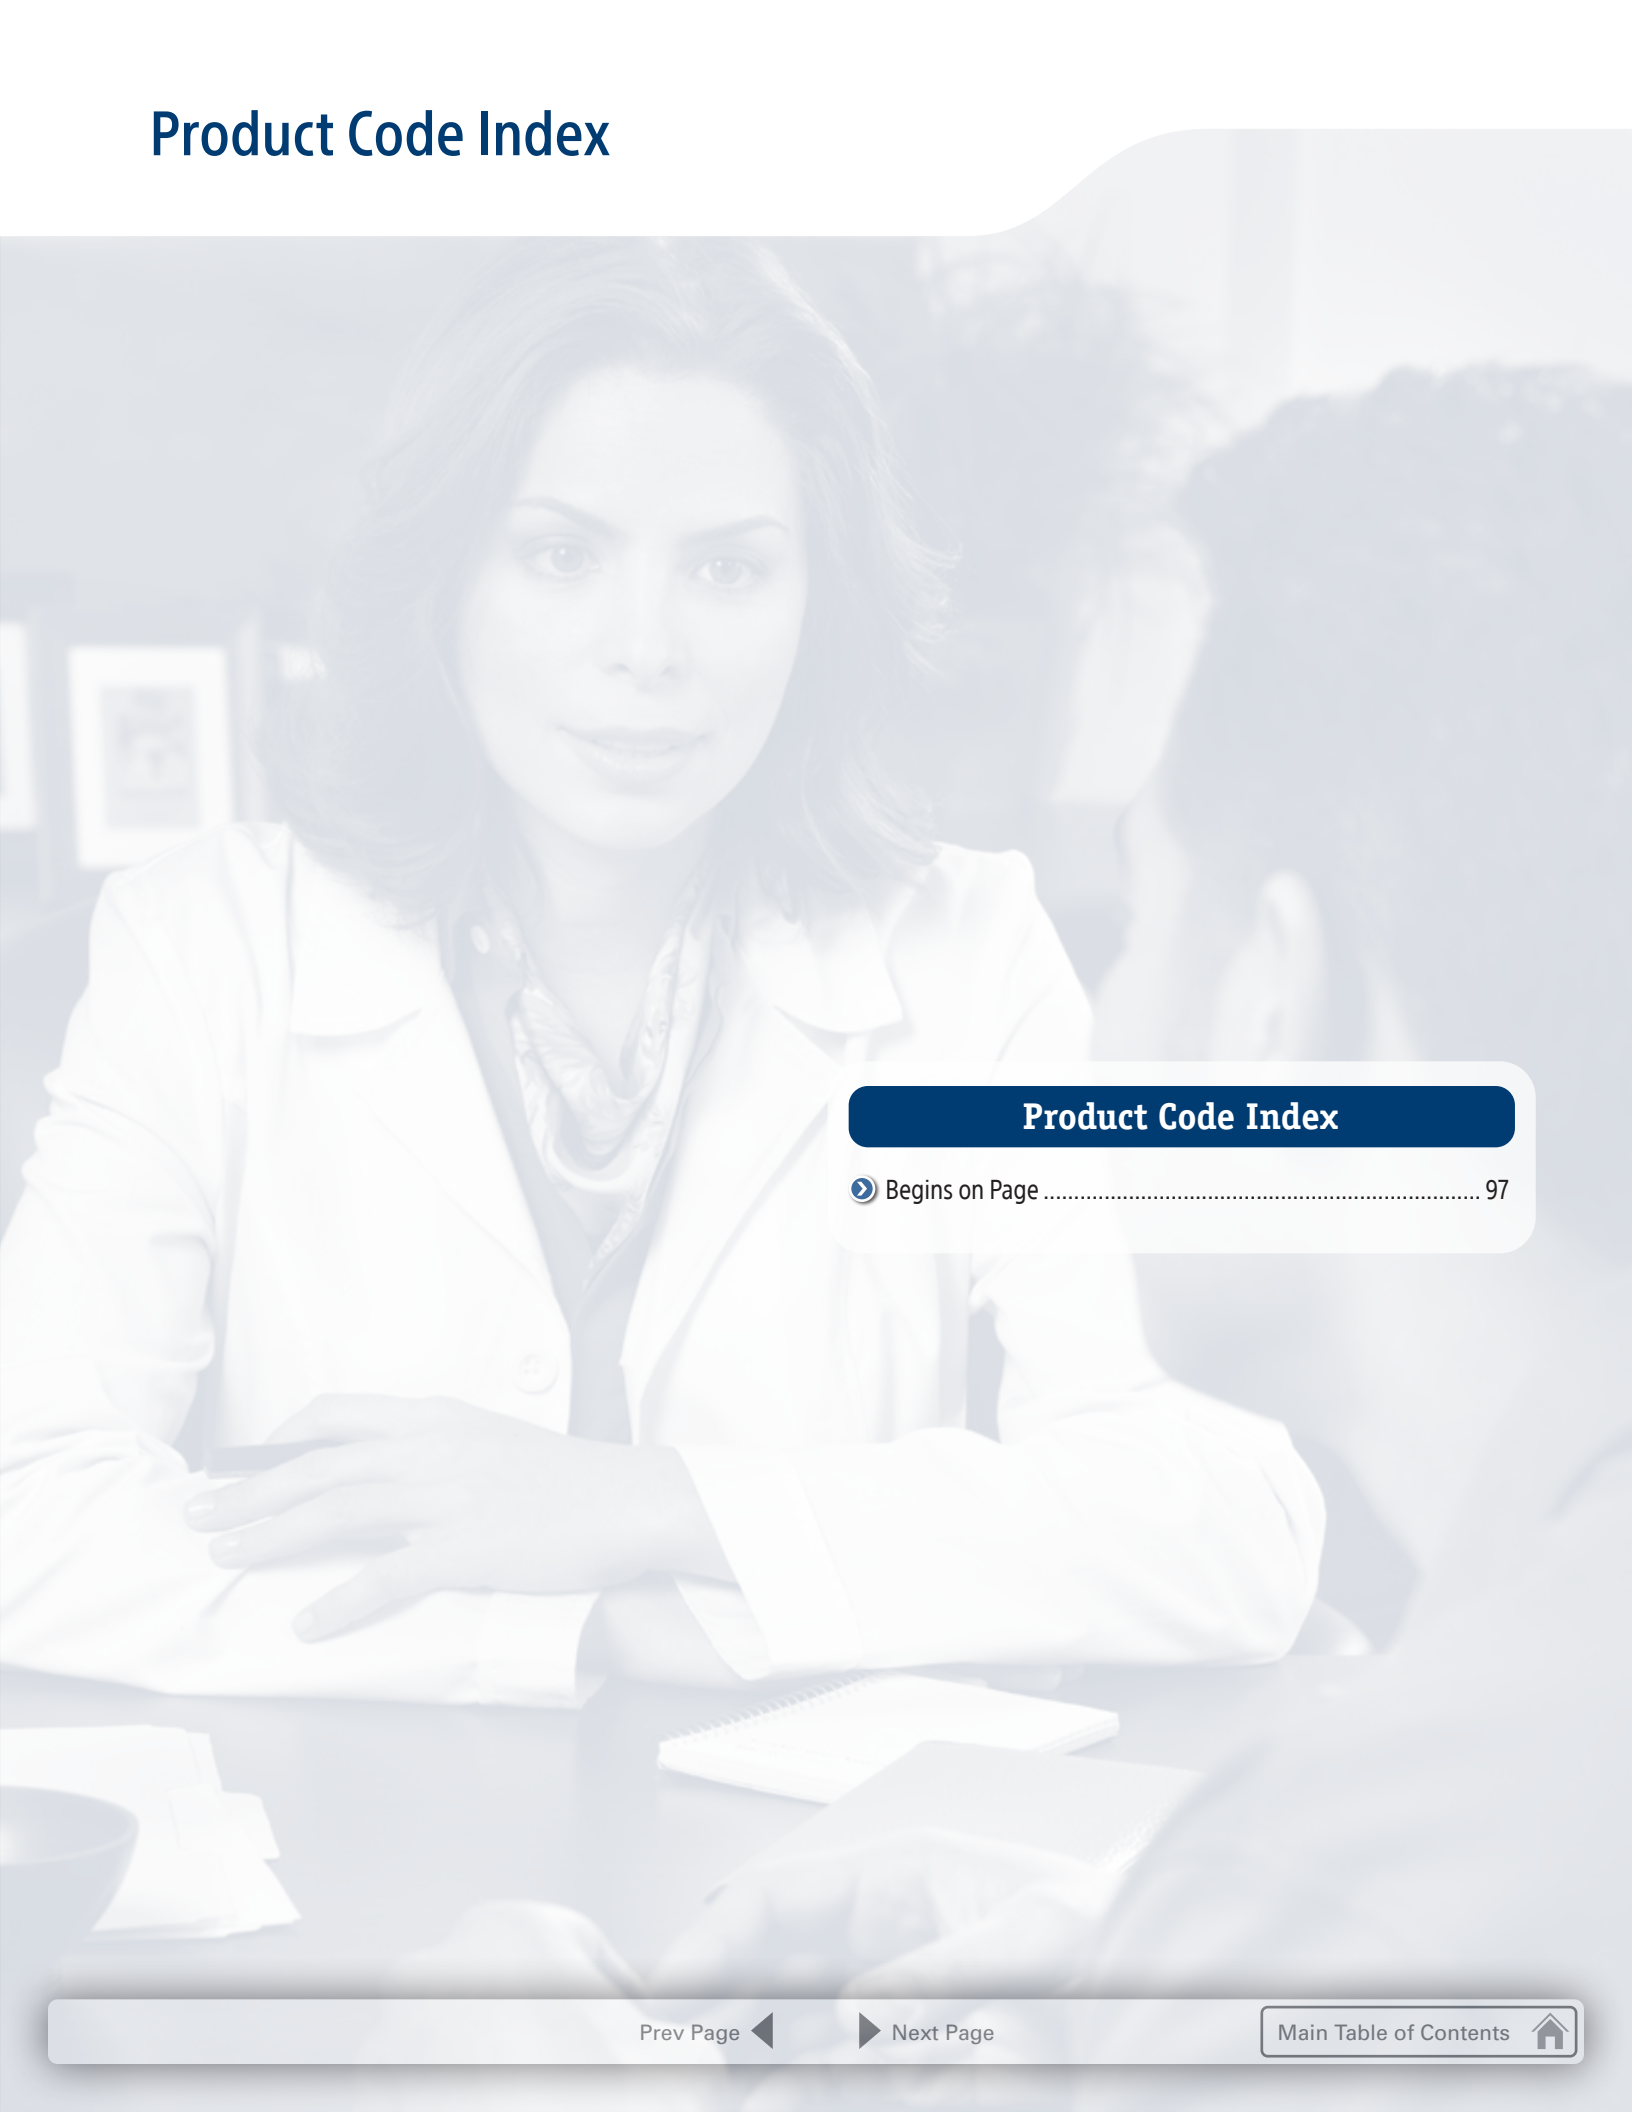 Product Code Index
Product Code Index
Begins on Page ........................................................................ 97
Prev Page
Next Page
Main Table of Contents